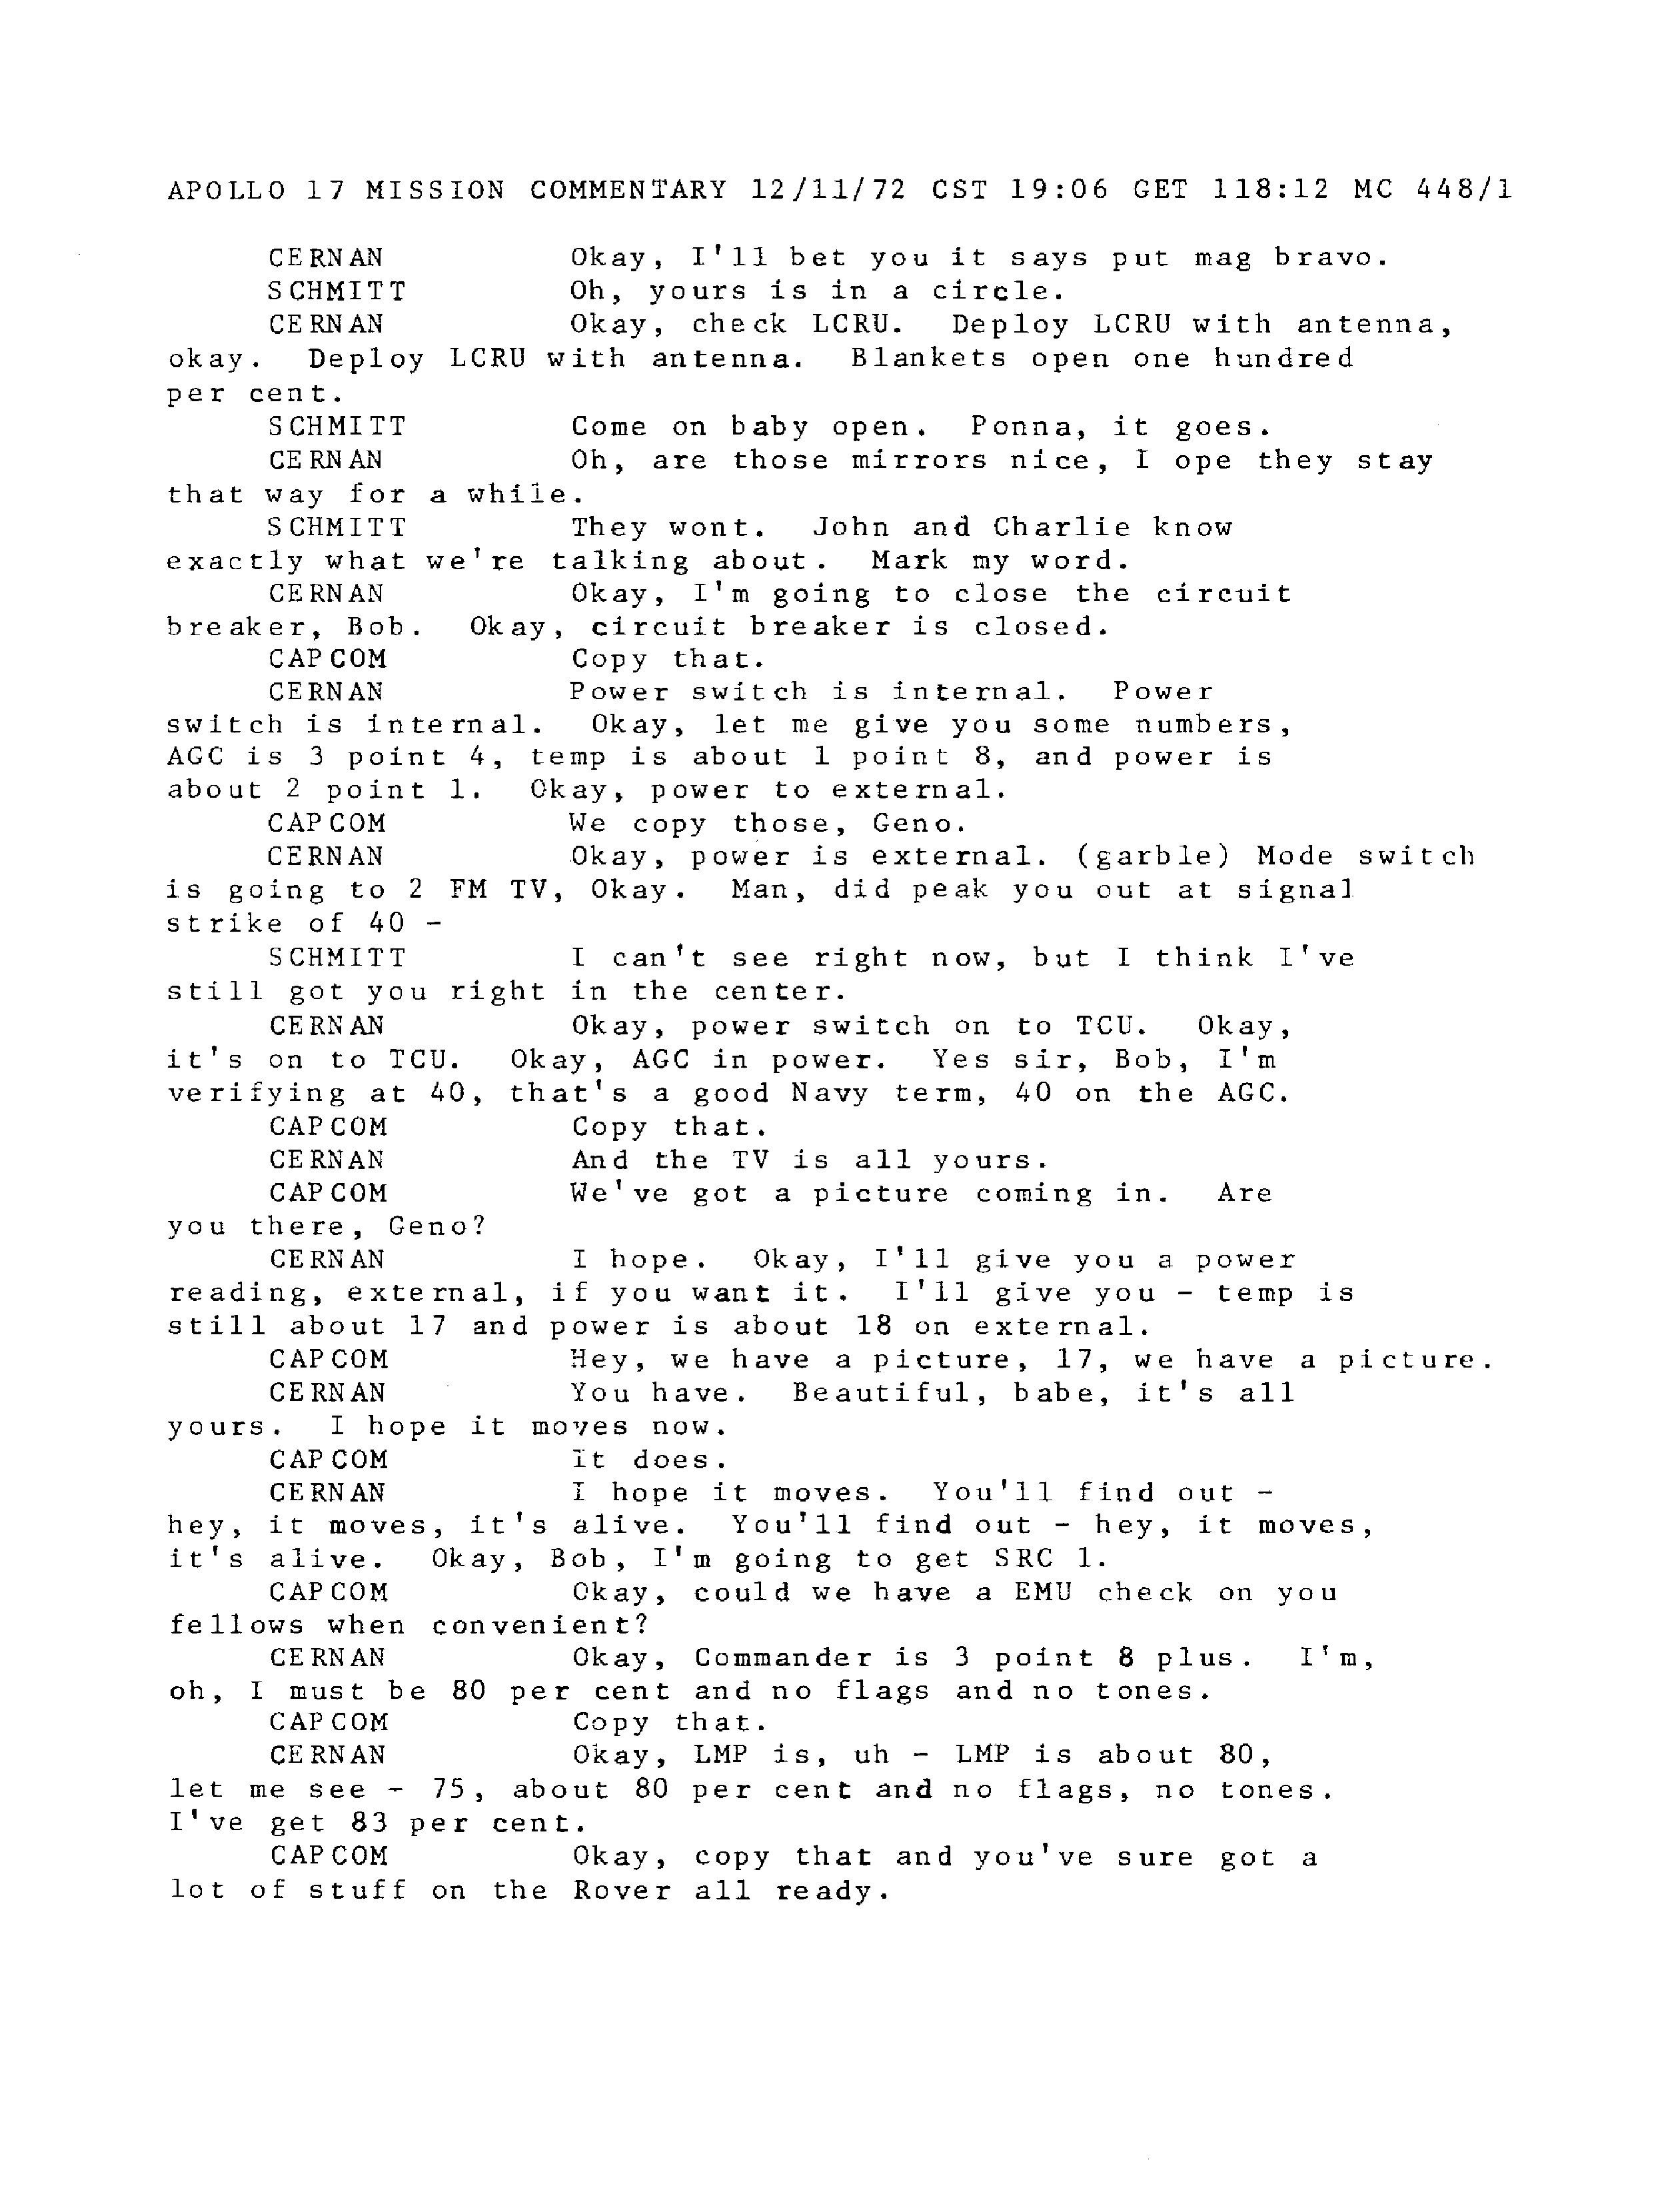 APOLLO 17 MISSION COMMENTARY 12/11/72 CST 19:06 GET 118:12 MC 448/1
CERNAN Okay, I'll bet you it says put mag bravo.
SCHMITT Oh, yours is in a circle.
CERNAN Okay, check LCRU. Deploy LCRU with antenna,
okay. Deploy LCRU with antenna. Blankets open one hundred
per cent.
SCHMITT Come on baby open. Ponna, it goes.
CERNAN Oh, are those mirrors nice, I ope they stay
that way for a while.
SCHMITT They wont. John and Charlie know
exactly what we're talking about. Mark my word.
CERNAN Okay, I'm going to close the circuit
breaker, Bob. Okay, circuit breaker is closed.
CAPCOM Copy that.
CERNAN Power switch is internal. Power
switch is internal. Okay, let me give you some numbers,
AGC is 3 point 4, temp is about 1 point 8, and power is
about 2 point 1. Okay, power to external.
CAPCOM We copy those, Geno.
CERNAN Okay, power is external. (garble) Mode switch
is going to 2 FM TV, Okay. Man, did peak you out at signal
strike of 40 -
SCHMITT I can't see right now, but I think I've
still got you right in the center.
CERNAN Okay, power switch on to TCU. Okay,
it's on to TCU. Okay, AGC in power. Yes sir, Bob, I'm
verifying at 40, that's a good Navy term, 40 on the AGC.
CAPCOM Copy that.
CERNAN And the TV is all yours.
CAPCOM We've got a picture coming in. Are
you there, Geno?
CERNAN I hope. Okay, I'll give you a power
reading, external, if you want it. I'll give you - temp is
still about 17 and power is about 18 on external.
CAPCOM Hey, we have a picture, 17, we have a picture.
CERNAN You have. Beautiful, babe, it's all
yours. I hope it moves now.
CAPCOM It does.
CERNAN I hope it moves. You'll find out -
hey, it moves, it's alive. You'll find out - hey, it moves,
it's alive. Okay, Bob, I'm going to get SRC 1.
CAPCOM Okay, could we have a EMU check on you
fellows when convenient?
CERNAN Okay, Commander is 3 point 8 plus. I'm,
oh, I must be 80 per cent and no flags and no tones.
CAPCOM Copy that.
CERNAN Okay, LMP is, uh - LMP is about 80,
let me see - 75, about 80 per cent and no flags, no tones.
I've get 83 per cent.
CAPCOM Okay, copy that and you've sure got a
lot of stuff on the Rover all ready.